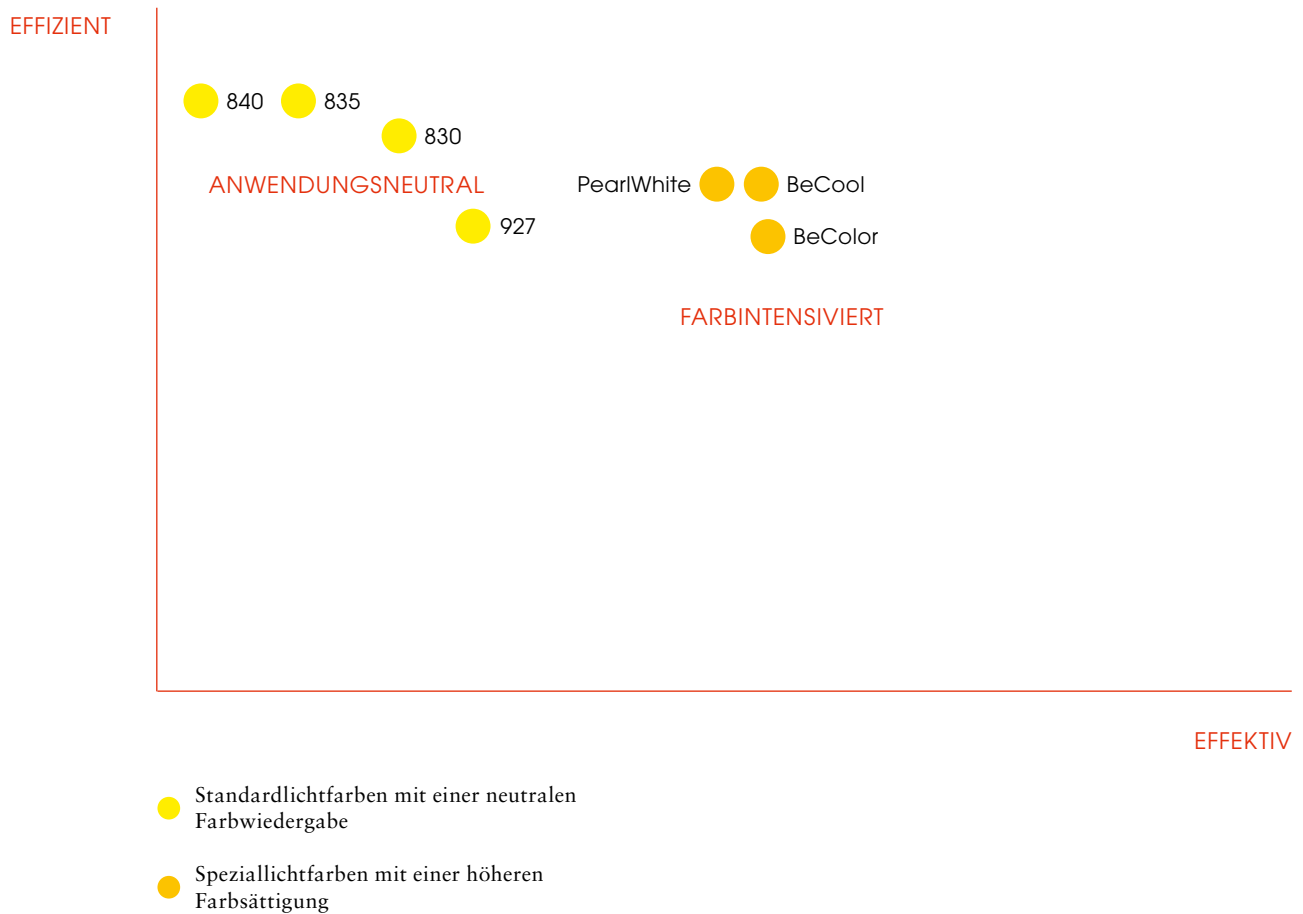 EFFIZIENT
840
835
830
ANWENDUNGSNEUTRAL
PearlWhite
BeCool
927
BeColor
FARBINTENSIVIERT
EFFEKTIV
Standardlichtfarben mit einer neutralen
Farbwiedergabe
Speziallichtfarben mit einer höheren
Farbsättigung